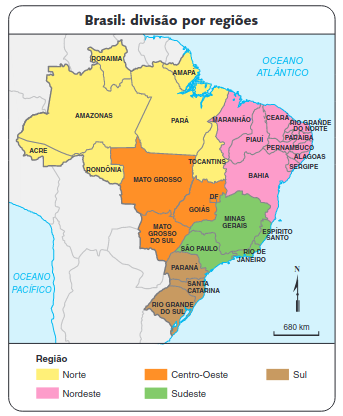 Brasil: divisão por regiões
RORAIMA
AMAPA
OCEANO
ATLÂNTICO
AMAZONAS
PARÁ
MARANHÃO
CEARA
RIO GRANDE
DO NORTE
PARAIBA
PIAUÍ
PERNAMBUCO
ACRE
ALAGOAS
SERGIPE
RONDÔNIA
TOCANTINS
MATO GROSSO
BAHIA
DF
GOIÁS
MINAS
GERAIS
MATO
GROSSO
DO SUL
ESPÍRITO
SANTO
SÃO PAULO
RIO DE
JANEIRO
OCEANO
PACÍFICO
PARANÁ
SANTA
CATARINA
RIO GRANDE
DO SUL
N
680 km
Região
Norte
Centro-Oeste
Sul
Nordeste
Sudeste